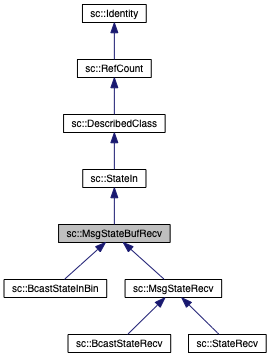 sc::Identity
sc::RefCount
sc::DescribedClass
sc::StateIn
sc::MsgStateBufRecv
sc::BcastStateInBin
sc::MsgStateRecv
sc::BcastStateRecv
sc::StateRecv